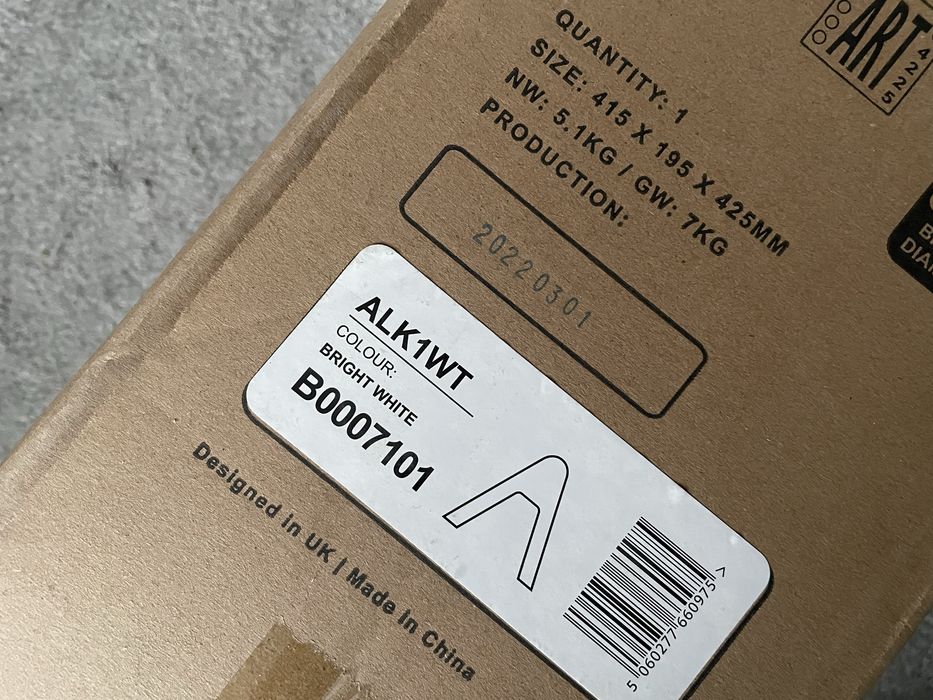 QUANTITY: 1
SIZE: 415 X 195 X 425MM
NW: 5.1KG / GW: 7KG
PRODUCTION:
20220301
ART
4225
ALK1WT
COLOUR:
BRIGHT WHITE
B0007101
5 060277 660975 >
Designed in UK | Made in China